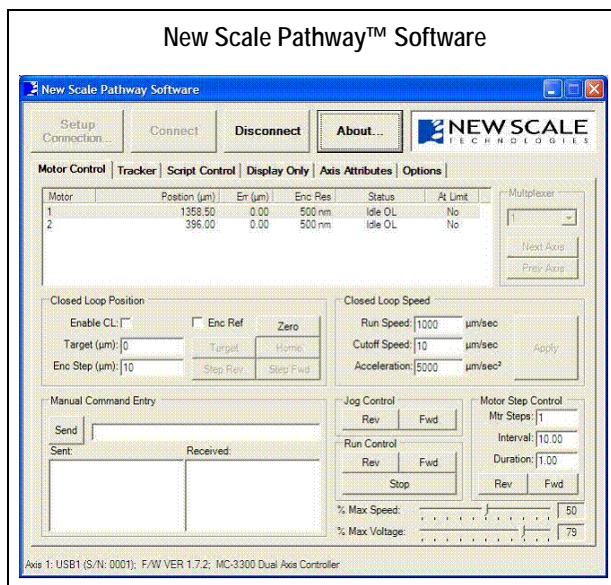 New Scale Pathway™ Software
New Scale Pathway Software
Setup Connection... Connect Disconnect About... NEW SCALE TECHNOLOGIES
Motor Control Tracker Script Control Display Only Axis Attributes Options
Motor Position (µm) Err (µm) Enc Res Status At Limit
1 1358.50 0.00 500 nm Idle OL No
2 396.00 0.00 500 nm Idle OL No
Multiplexer
1
Next Axis
Prev Axis
Closed Loop Position
Enable CL: Enc Ref Zero
Target (µm): 0 Target Home
Enc Step (µm): 10 Step Rev Step Fwd
Closed Loop Speed
Run Speed: 1000 µm/sec
Cutoff Speed: 10 µm/sec
Acceleration: 5000 µm/sec²
Apply
Manual Command Entry
Send
Sent: Received:
Jog Control
Rev Fwd
Run Control
Rev Fwd
Stop
Motor Step Control
Mtr Steps: 1
Interval: 10.00
Duration: 1.00
Rev Fwd
% Max Speed: 50
% Max Voltage: 79
Axis 1: USB1 (S/N: 0001); F/W VER 1.7.2; MC-3300 Dual Axis Controller